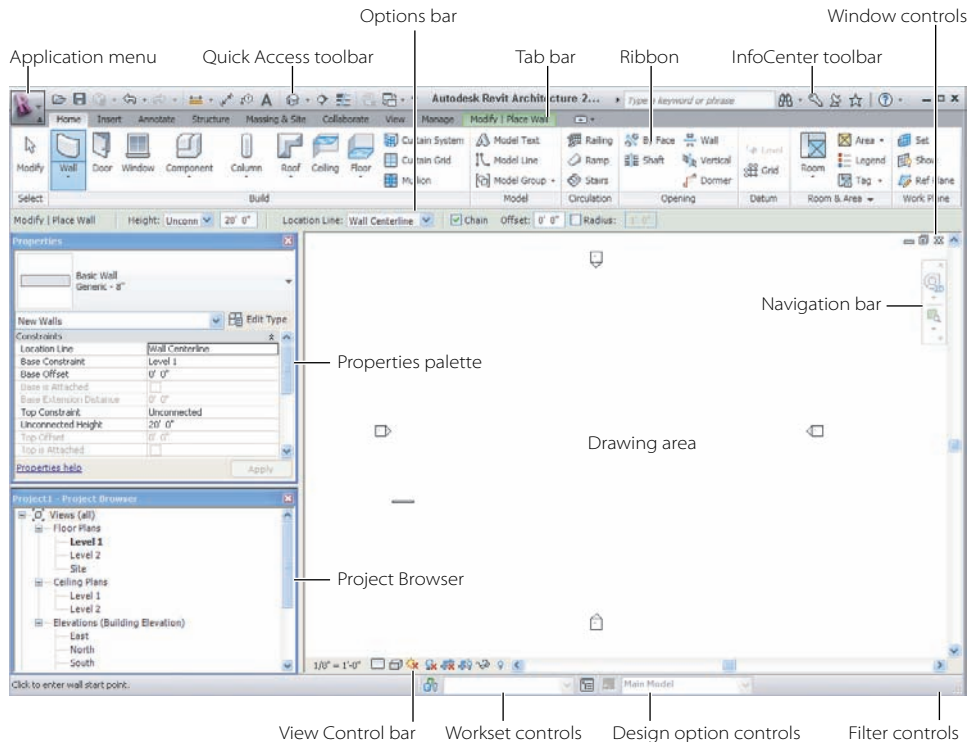 Options bar
Window controls
Application menu
Quick Access toolbar
Tab bar
Ribbon
InfoCenter toolbar
Autodesk Revit Architecture 2...
Type a keyword or phrase
Home Insert Annotate Structure Massing & Site Collaborate View Manage Modify | Place Wall
Modify Wall Door Window Component Column Roof Ceiling Floor
Curtain System
Curtain Grid
Mullion
Model Text
Model Line
Model Group
Railing
Ramp
Stairs
By Face
Shaft
Wall
Vertical
Dormer
Level
Grid
Room
Area
Legend
Tag
Set
Show
Ref Plane
Select Build Model Circulation Opening Datum Room & Area Work Plane
Modify | Place Wall Height: Unconn 20' 0" Location Line: Wall Centerline Chain Offset: 0' 0" Radius: 1' 0"
Properties
Basic Wall
Generic - 8"
New Walls Edit Type
Constraints
Location Line Wall Centerline
Base Constraint Level 1
Base Offset 0' 0"
Base is Attached
Base Extension Distance 0' 0"
Top Constraint Unconnected
Unconnected Height 20' 0"
Top Offset 0' 0"
Top is Attached
Properties help Apply
Navigation bar
Properties palette
Drawing area
Project1 - Project Browser
Views (all)
Floor Plans
Level 1
Level 2
Site
Ceiling Plans
Level 1
Level 2
Elevations (Building Elevation)
East
North
South
Project Browser
1/8" = 1'-0"
Click to enter wall start point.
Main Model
View Control bar
Workset controls
Design option controls
Filter controls